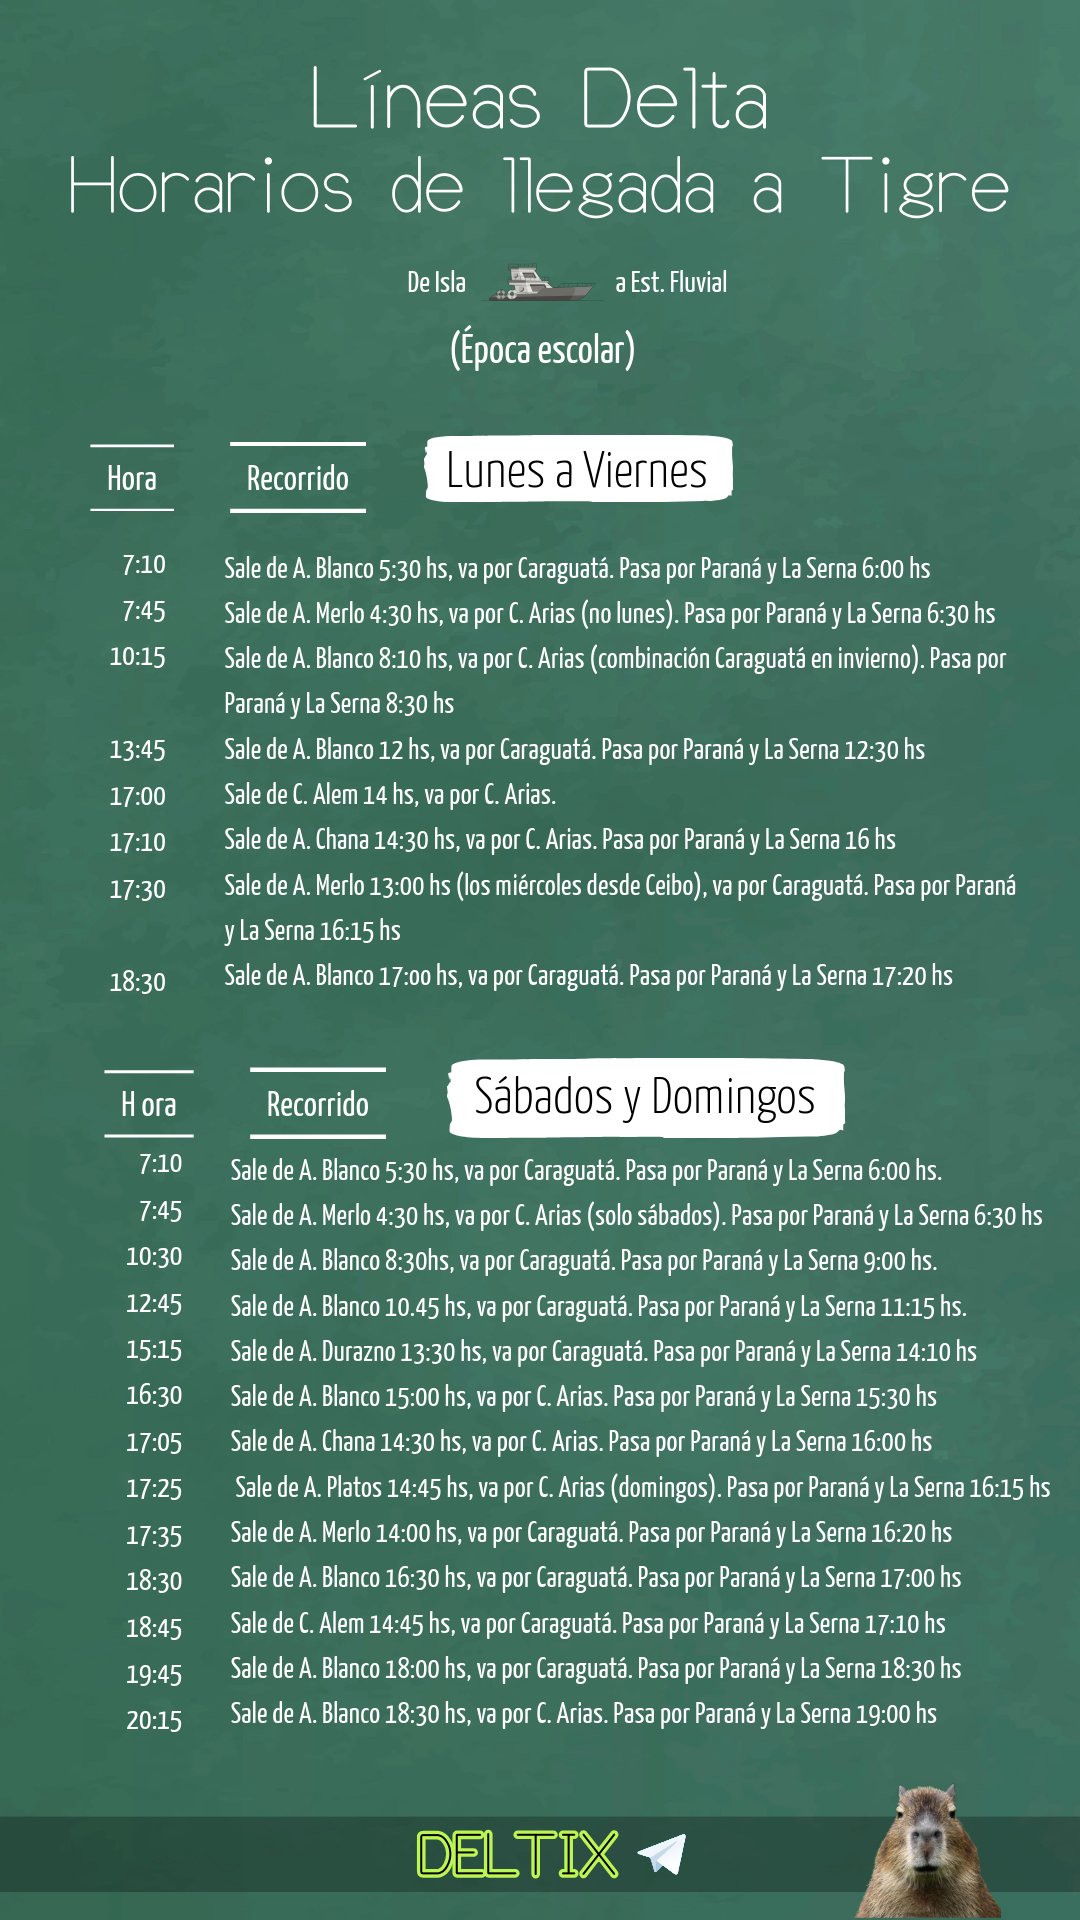 Líneas Delta
Horarios de llegada a Tigre
De Isla a Est. Fluvial
(Época escolar)
Hora Recorrido Lunes a Viernes
7:10 Sale de A. Blanco 5:30 hs, va por Caraguatá. Pasa por Paraná y La Serna 6:00 hs
7:45 Sale de A. Merlo 4:30 hs, va por C. Arias (no lunes). Pasa por Paraná y La Serna 6:30 hs
10:15 Sale de A. Blanco 8:10 hs, va por C. Arias (combinación Caraguatá en invierno). Pasa por
Paraná y La Serna 8:30 hs
13:45 Sale de A. Blanco 12 hs, va por Caraguatá. Pasa por Paraná y La Serna 12:30 hs
17:00 Sale de C. Alem 14 hs, va por C. Arias.
17:10 Sale de A. Chana 14:30 hs, va por C. Arias. Pasa por Paraná y La Serna 16 hs
17:30 Sale de A. Merlo 13:00 hs (los miércoles desde Ceibo), va por Caraguatá. Pasa por Paraná
y La Serna 16:15 hs
18:30 Sale de A. Blanco 17:oo hs, va por Caraguatá. Pasa por Paraná y La Serna 17:20 hs
H ora Recorrido Sábados y Domingos
7:10 Sale de A. Blanco 5:30 hs, va por Caraguatá. Pasa por Paraná y La Serna 6:00 hs.
7:45 Sale de A. Merlo 4:30 hs, va por C. Arias (solo sábados). Pasa por Paraná y La Serna 6:30 hs
10:30 Sale de A. Blanco 8:30hs, va por Caraguatá. Pasa por Paraná y La Serna 9:00 hs.
12:45 Sale de A. Blanco 10.45 hs, va por Caraguatá. Pasa por Paraná y La Serna 11:15 hs.
15:15 Sale de A. Durazno 13:30 hs, va por Caraguatá. Pasa por Paraná y La Serna 14:10 hs
16:30 Sale de A. Blanco 15:00 hs, va por C. Arias. Pasa por Paraná y La Serna 15:30 hs
17:05 Sale de A. Chana 14:30 hs, va por C. Arias. Pasa por Paraná y La Serna 16:00 hs
17:25 Sale de A. Platos 14:45 hs, va por C. Arias (domingos). Pasa por Paraná y La Serna 16:15 hs
17:35 Sale de A. Merlo 14:00 hs, va por Caraguatá. Pasa por Paraná y La Serna 16:20 hs
18:30 Sale de A. Blanco 16:30 hs, va por Caraguatá. Pasa por Paraná y La Serna 17:00 hs
18:45 Sale de C. Alem 14:45 hs, va por Caraguatá. Pasa por Paraná y La Serna 17:10 hs
19:45 Sale de A. Blanco 18:00 hs, va por Caraguatá. Pasa por Paraná y La Serna 18:30 hs
20:15 Sale de A. Blanco 18:30 hs, va por C. Arias. Pasa por Paraná y La Serna 19:00 hs
DELTIX